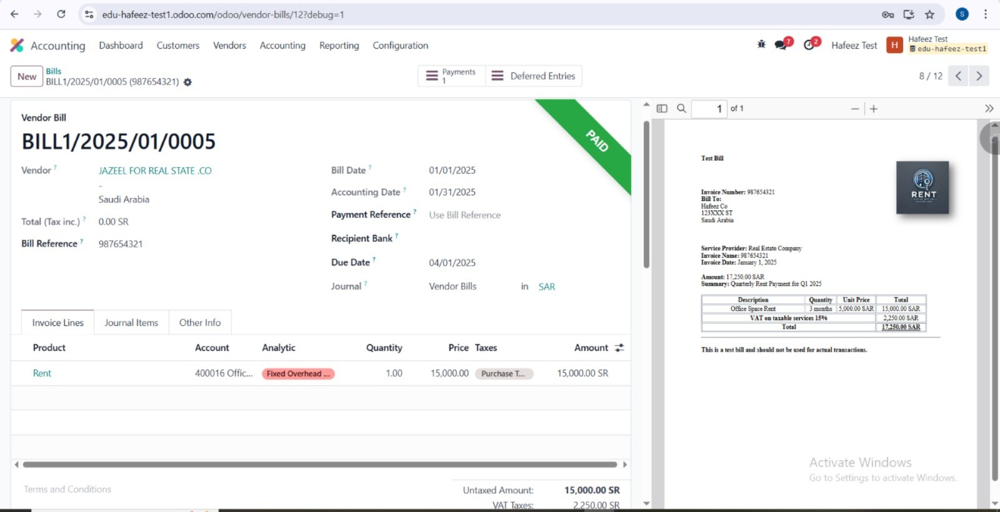 edu-hafeez-test1.odoo.com/odoo/vendor-bills/12?debug=1
S
Accounting Dashboard Customers Vendors Accounting Reporting Configuration
7 2 Hafeez Test H Hafeez Test
edu-hafeez-test1
New Bills
BILL1/2025/01/0005 (987654321)
Payments
1
Deferred Entries
8 / 12
Vendor Bill
BILL1/2025/01/0005
PAID
Vendor ? JAZEEL FOR REAL STATE .CO
-
Saudi Arabia
Total (Tax inc.) ? 0.00 SR
Bill Reference ? 987654321
Bill Date ? 01/01/2025
Accounting Date ? 01/31/2025
Payment Reference ? Use Bill Reference
Recipient Bank ?
Due Date ? 04/01/2025
Journal ? Vendor Bills in SAR
Invoice Lines Journal Items Other Info
Product Account Analytic Quantity Price Taxes Amount
Rent 400016 Offic... Fixed Overhead ... 1.00 15,000.00 Purchase T... 15,000.00 SR
Terms and Conditions
Untaxed Amount: 15,000.00 SR
VAT Taxes: 2,250.00 SR
1 of 1
Test Bill
RENT
Invoice Number: 987654321
Bill To:
Hafeez Co
123XXX ST
Saudi Arabia
Service Provider: Real Estate Company
Invoice Name: 987654321
Invoice Date: January 1, 2025
Amount: 17,250.00 SAR
Summary: Quarterly Rent Payment for Q1 2025
Description Quantity Unit Price Total
Office Space Rent 3 months 5,000.00 SAR 15,000.00 SAR
VAT on taxable services 15% 2,250.00 SAR
Total 17,250.00 SAR
This is a test bill and should not be used for actual transactions.
Activate Windows
Go to Settings to activate Windows.